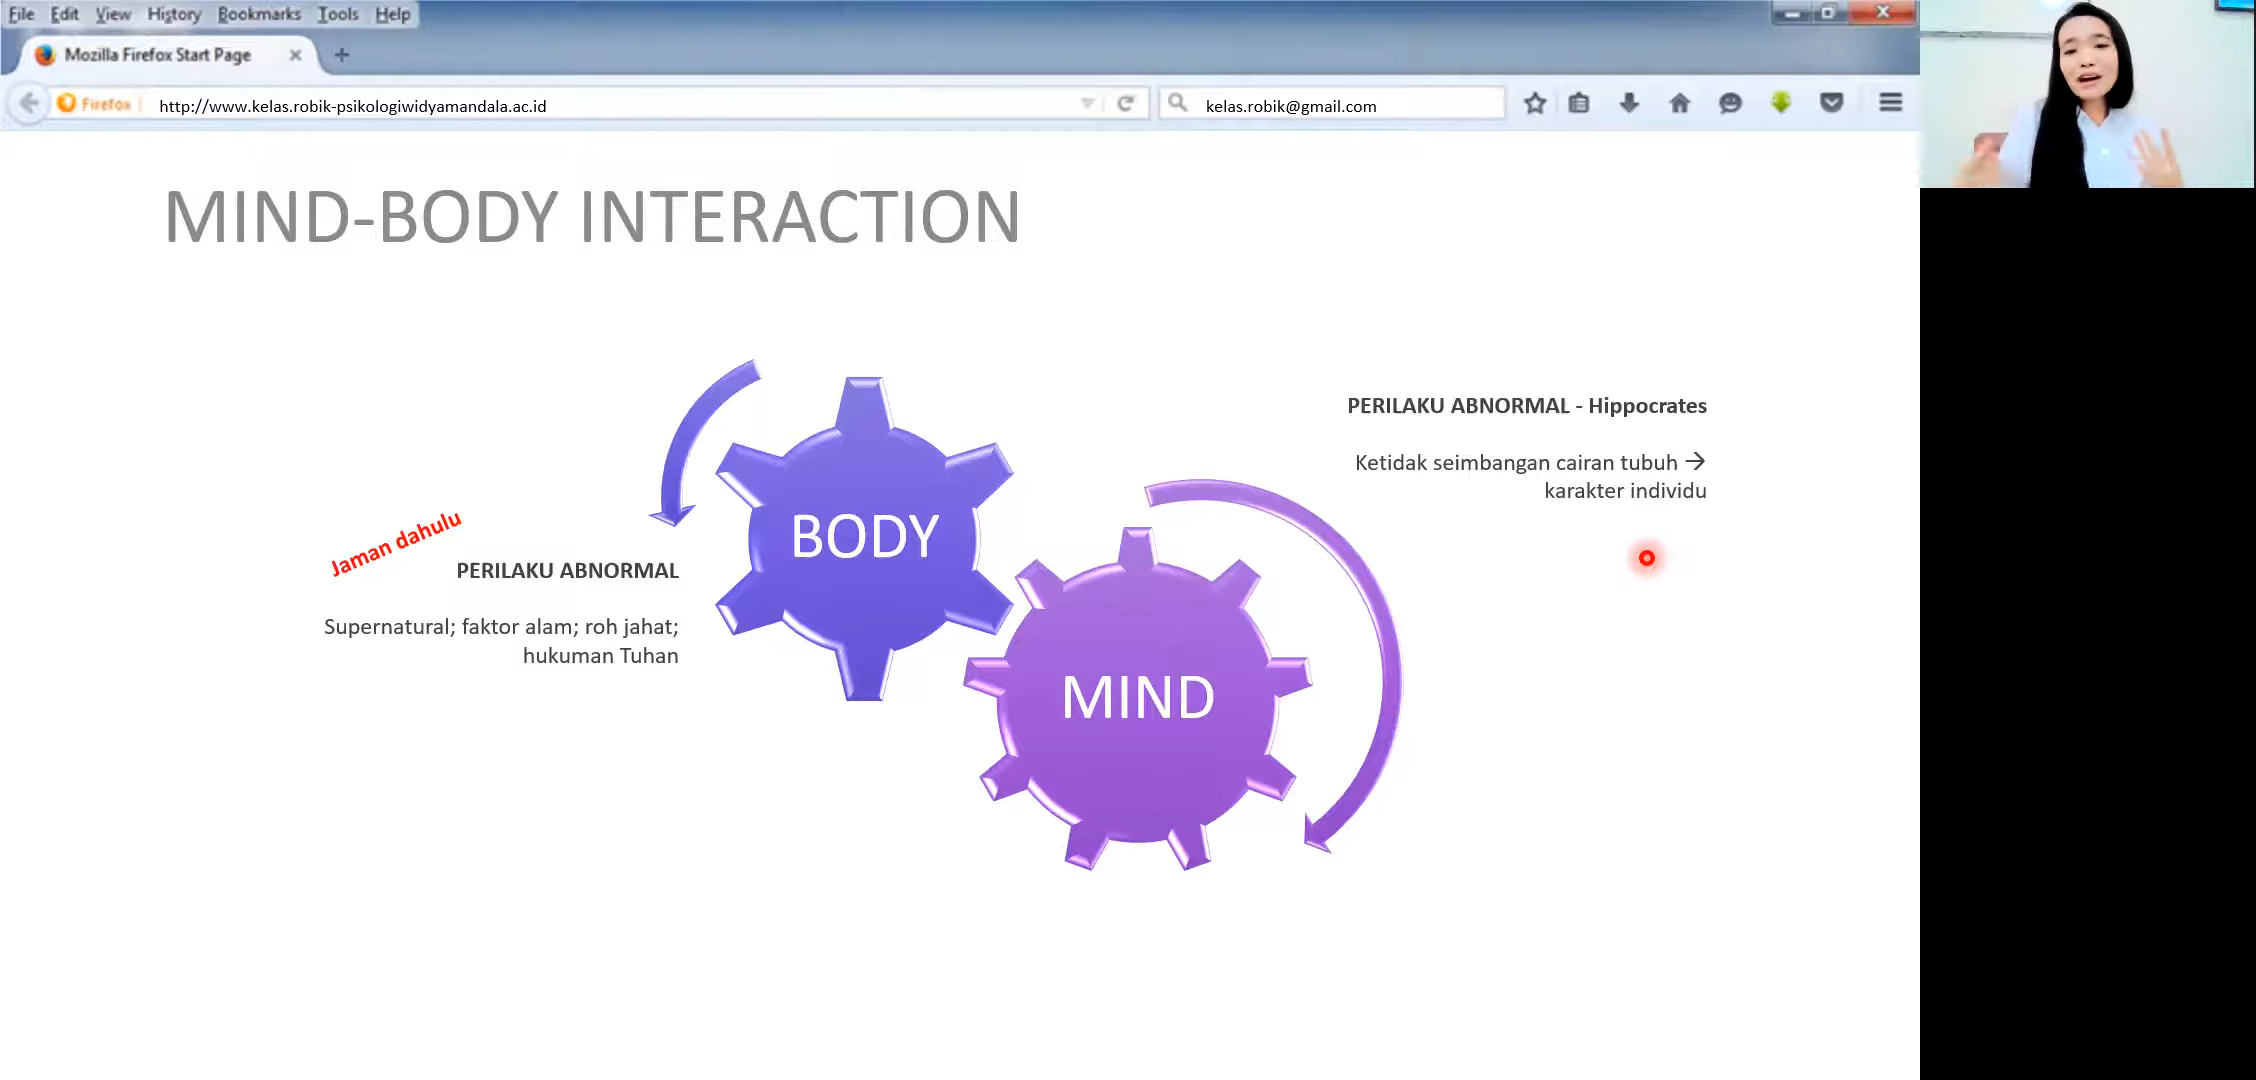 File Edit View History Bookmarks Tools Help
Mozilla Firefox Start Page
Firefox http://www.kelas.robik-psikologiwidyamandala.ac.id kelas.robik@gmail.com
MIND-BODY INTERACTION
Jaman dahulu
PERILAKU ABNORMAL
Supernatural; faktor alam; roh jahat;
hukuman Tuhan
BODY
MIND
PERILAKU ABNORMAL - Hippocrates
Ketidak seimbangan cairan tubuh →
karakter individu